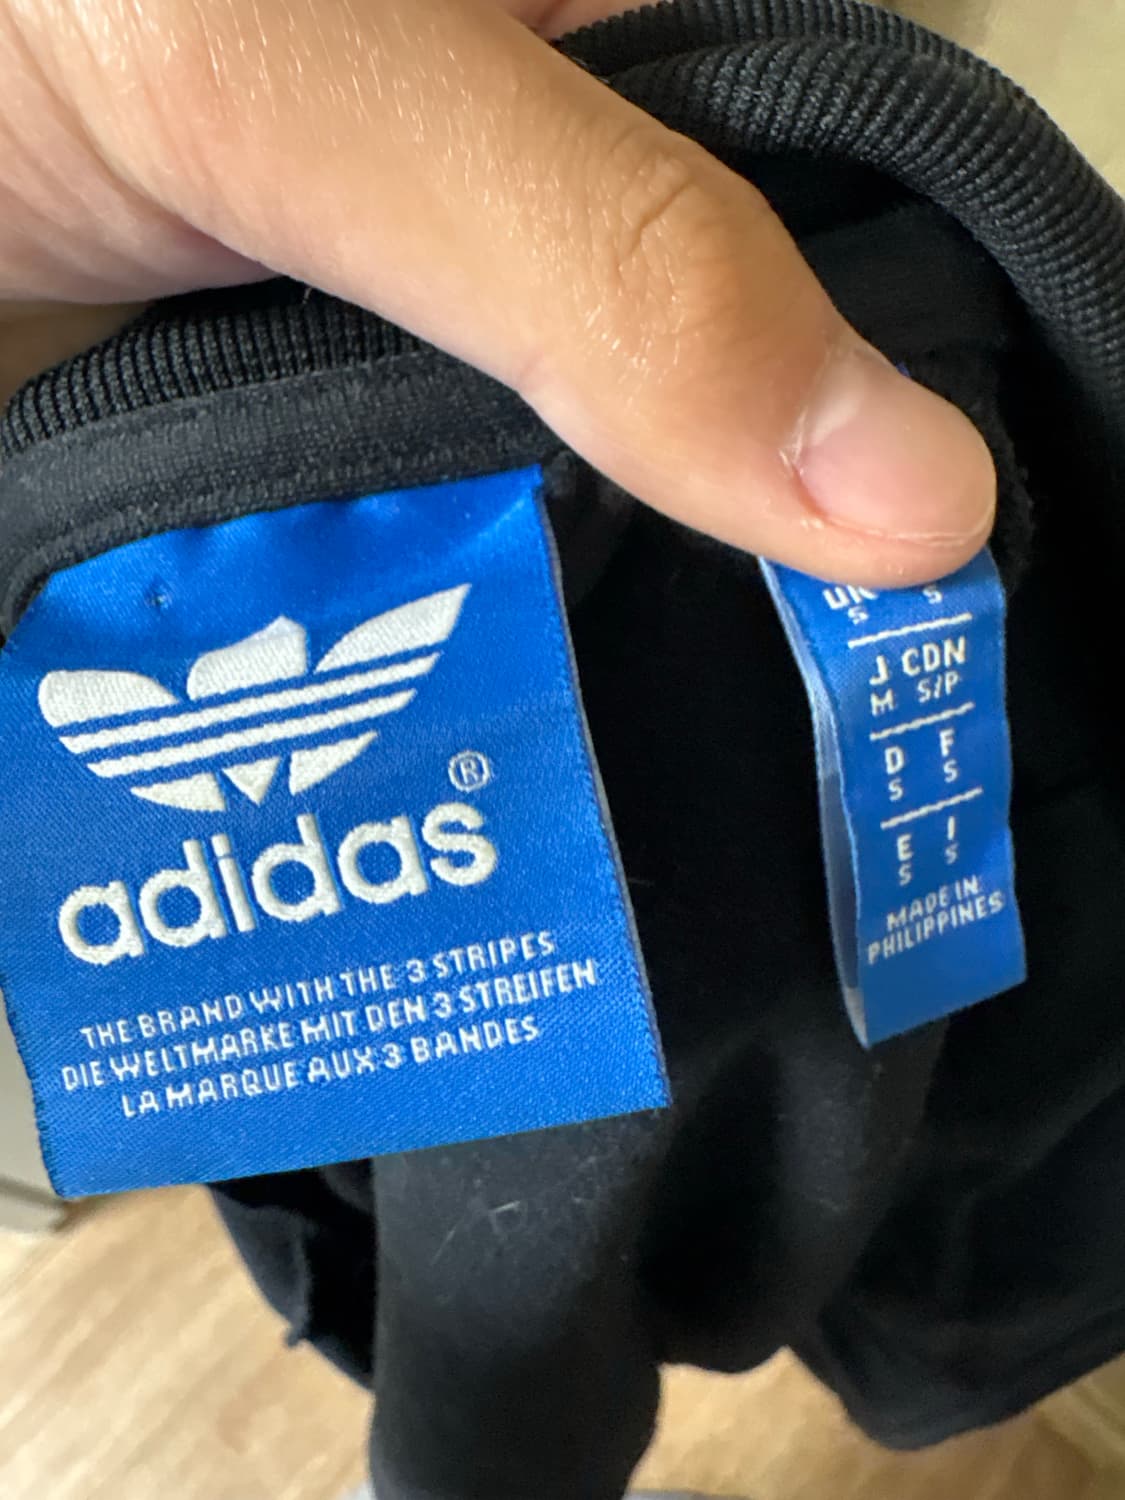 ®
adidas
THE BRAND WITH THE 3 STRIPES
DIE WELTMARKE MIT DEN 3 STREIFEN
LA MARQUE AUX 3 BANDES
S S
J CDN
M S/P
D F
S S
E I
S S
MADE IN
PHILIPPINES